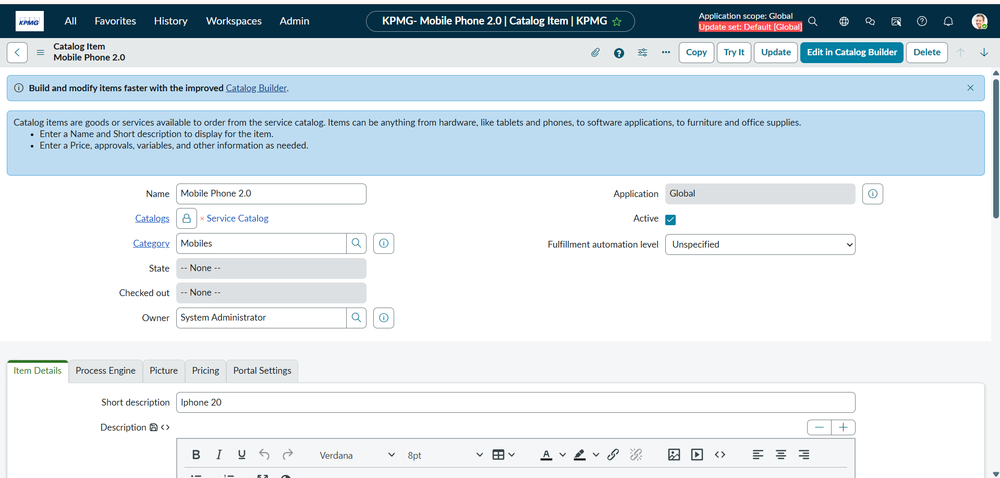 KPMG
All
Favorites
History
Workspaces
Admin
KPMG- Mobile Phone 2.0 | Catalog Item | KPMG
Application scope: Global
Update set: Default [Global]
Catalog Item
Mobile Phone 2.0
Copy
Try It
Update
Edit in Catalog Builder
Delete
Build and modify items faster with the improved Catalog Builder.
Catalog items are goods or services available to order from the service catalog. Items can be anything from hardware, like tablets and phones, to software applications, to furniture and office supplies.
• Enter a Name and Short description to display for the item.
• Enter a Price, approvals, variables, and other information as needed.
Name
Mobile Phone 2.0
Application
Global
Catalogs
× Service Catalog
Active
Category
Mobiles
Fulfillment automation level
Unspecified
State
-- None --
Checked out
-- None --
Owner
System Administrator
Item Details
Process Engine
Picture
Pricing
Portal Settings
Short description
Iphone 20
Description
B I U
Verdana
8pt
A